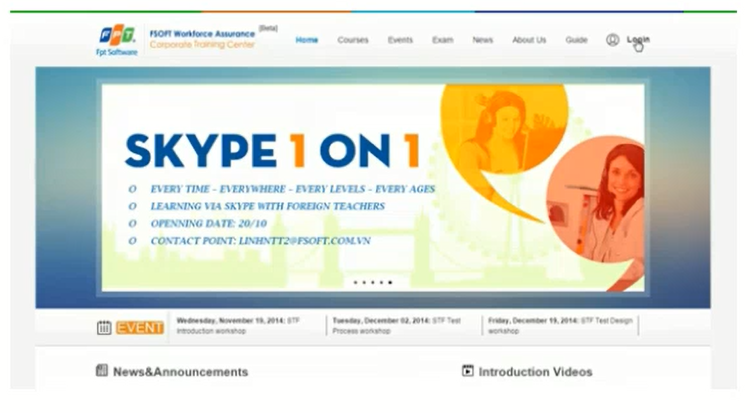 FPT.
Fpt Software
FSOFT Workforce Assurance [Beta]
Corporate Training Center
Home Courses Events Exam News About Us Guide Login
SKYPE 1 ON 1
O EVERY TIME – EVERYWHERE – EVERY LEVELS – EVERY AGES
O LEARNING VIA SKYPE WITH FOREIGN TEACHERS
O OPENNING DATE: 20/10
O CONTACT POINT: LINHNTT2@FSOFT.COM.VN
EVENT
Wednesday, November 19, 2014: STF
Introduction workshop
Tuesday, December 02, 2014: STF Test
Process workshop
Friday, December 19, 2014: STF Test Design
workshop
News&Announcements
Introduction Videos